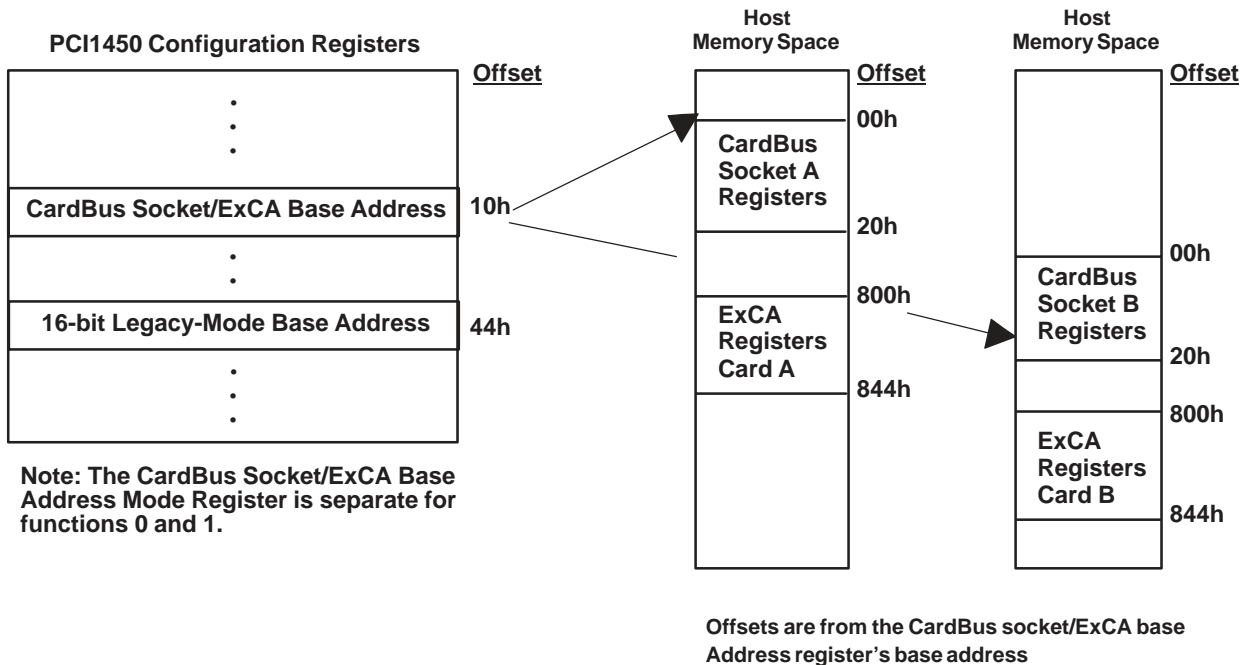 PCI1450 Configuration Registers
Offset
CardBus Socket/ExCA Base Address
10h
16-bit Legacy-Mode Base Address
44h
Note: The CardBus Socket/ExCA Base
Address Mode Register is separate for
functions 0 and 1.
Host
Memory Space
Offset
00h
CardBus
Socket A
Registers
20h
800h
ExCA
Registers
Card A
844h
Host
Memory Space
Offset
00h
CardBus
Socket B
Registers
20h
800h
ExCA
Registers
Card B
844h
Offsets are from the CardBus socket/ExCA base
Address register's base address